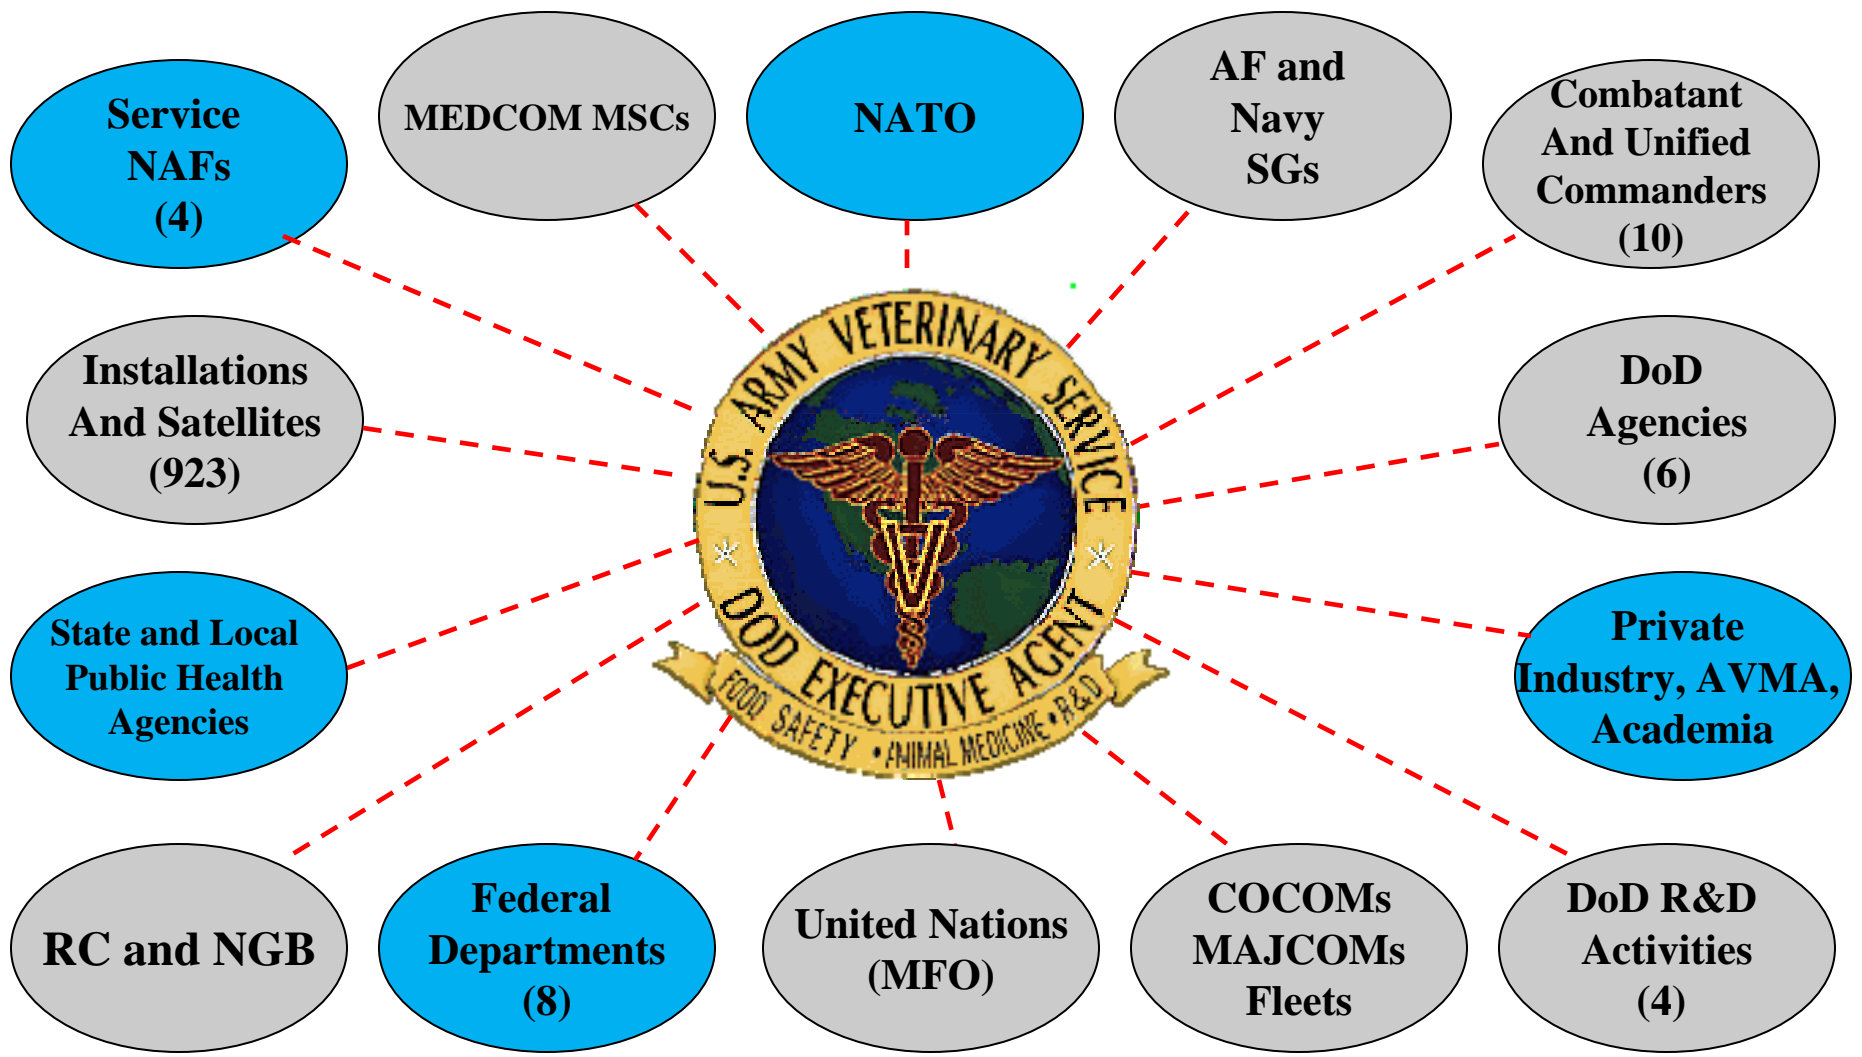 Service
NAFs
(4)
MEDCOM MSCs
NATO
AF and
Navy
SGs
Combatant
And Unified
Commanders
(10)
Installations
And Satellites
(923)
U.S. ARMY VETERINARY SERVICE
DOD EXECUTIVE AGENT
FOOD SAFETY • ANIMAL MEDICINE • R&D
V
DoD
Agencies
(6)
State and Local
Public Health
Agencies
Private
Industry, AVMA,
Academia
RC and NGB
Federal
Departments
(8)
United Nations
(MFO)
COCOMs
MAJCOMs
Fleets
DoD R&D
Activities
(4)